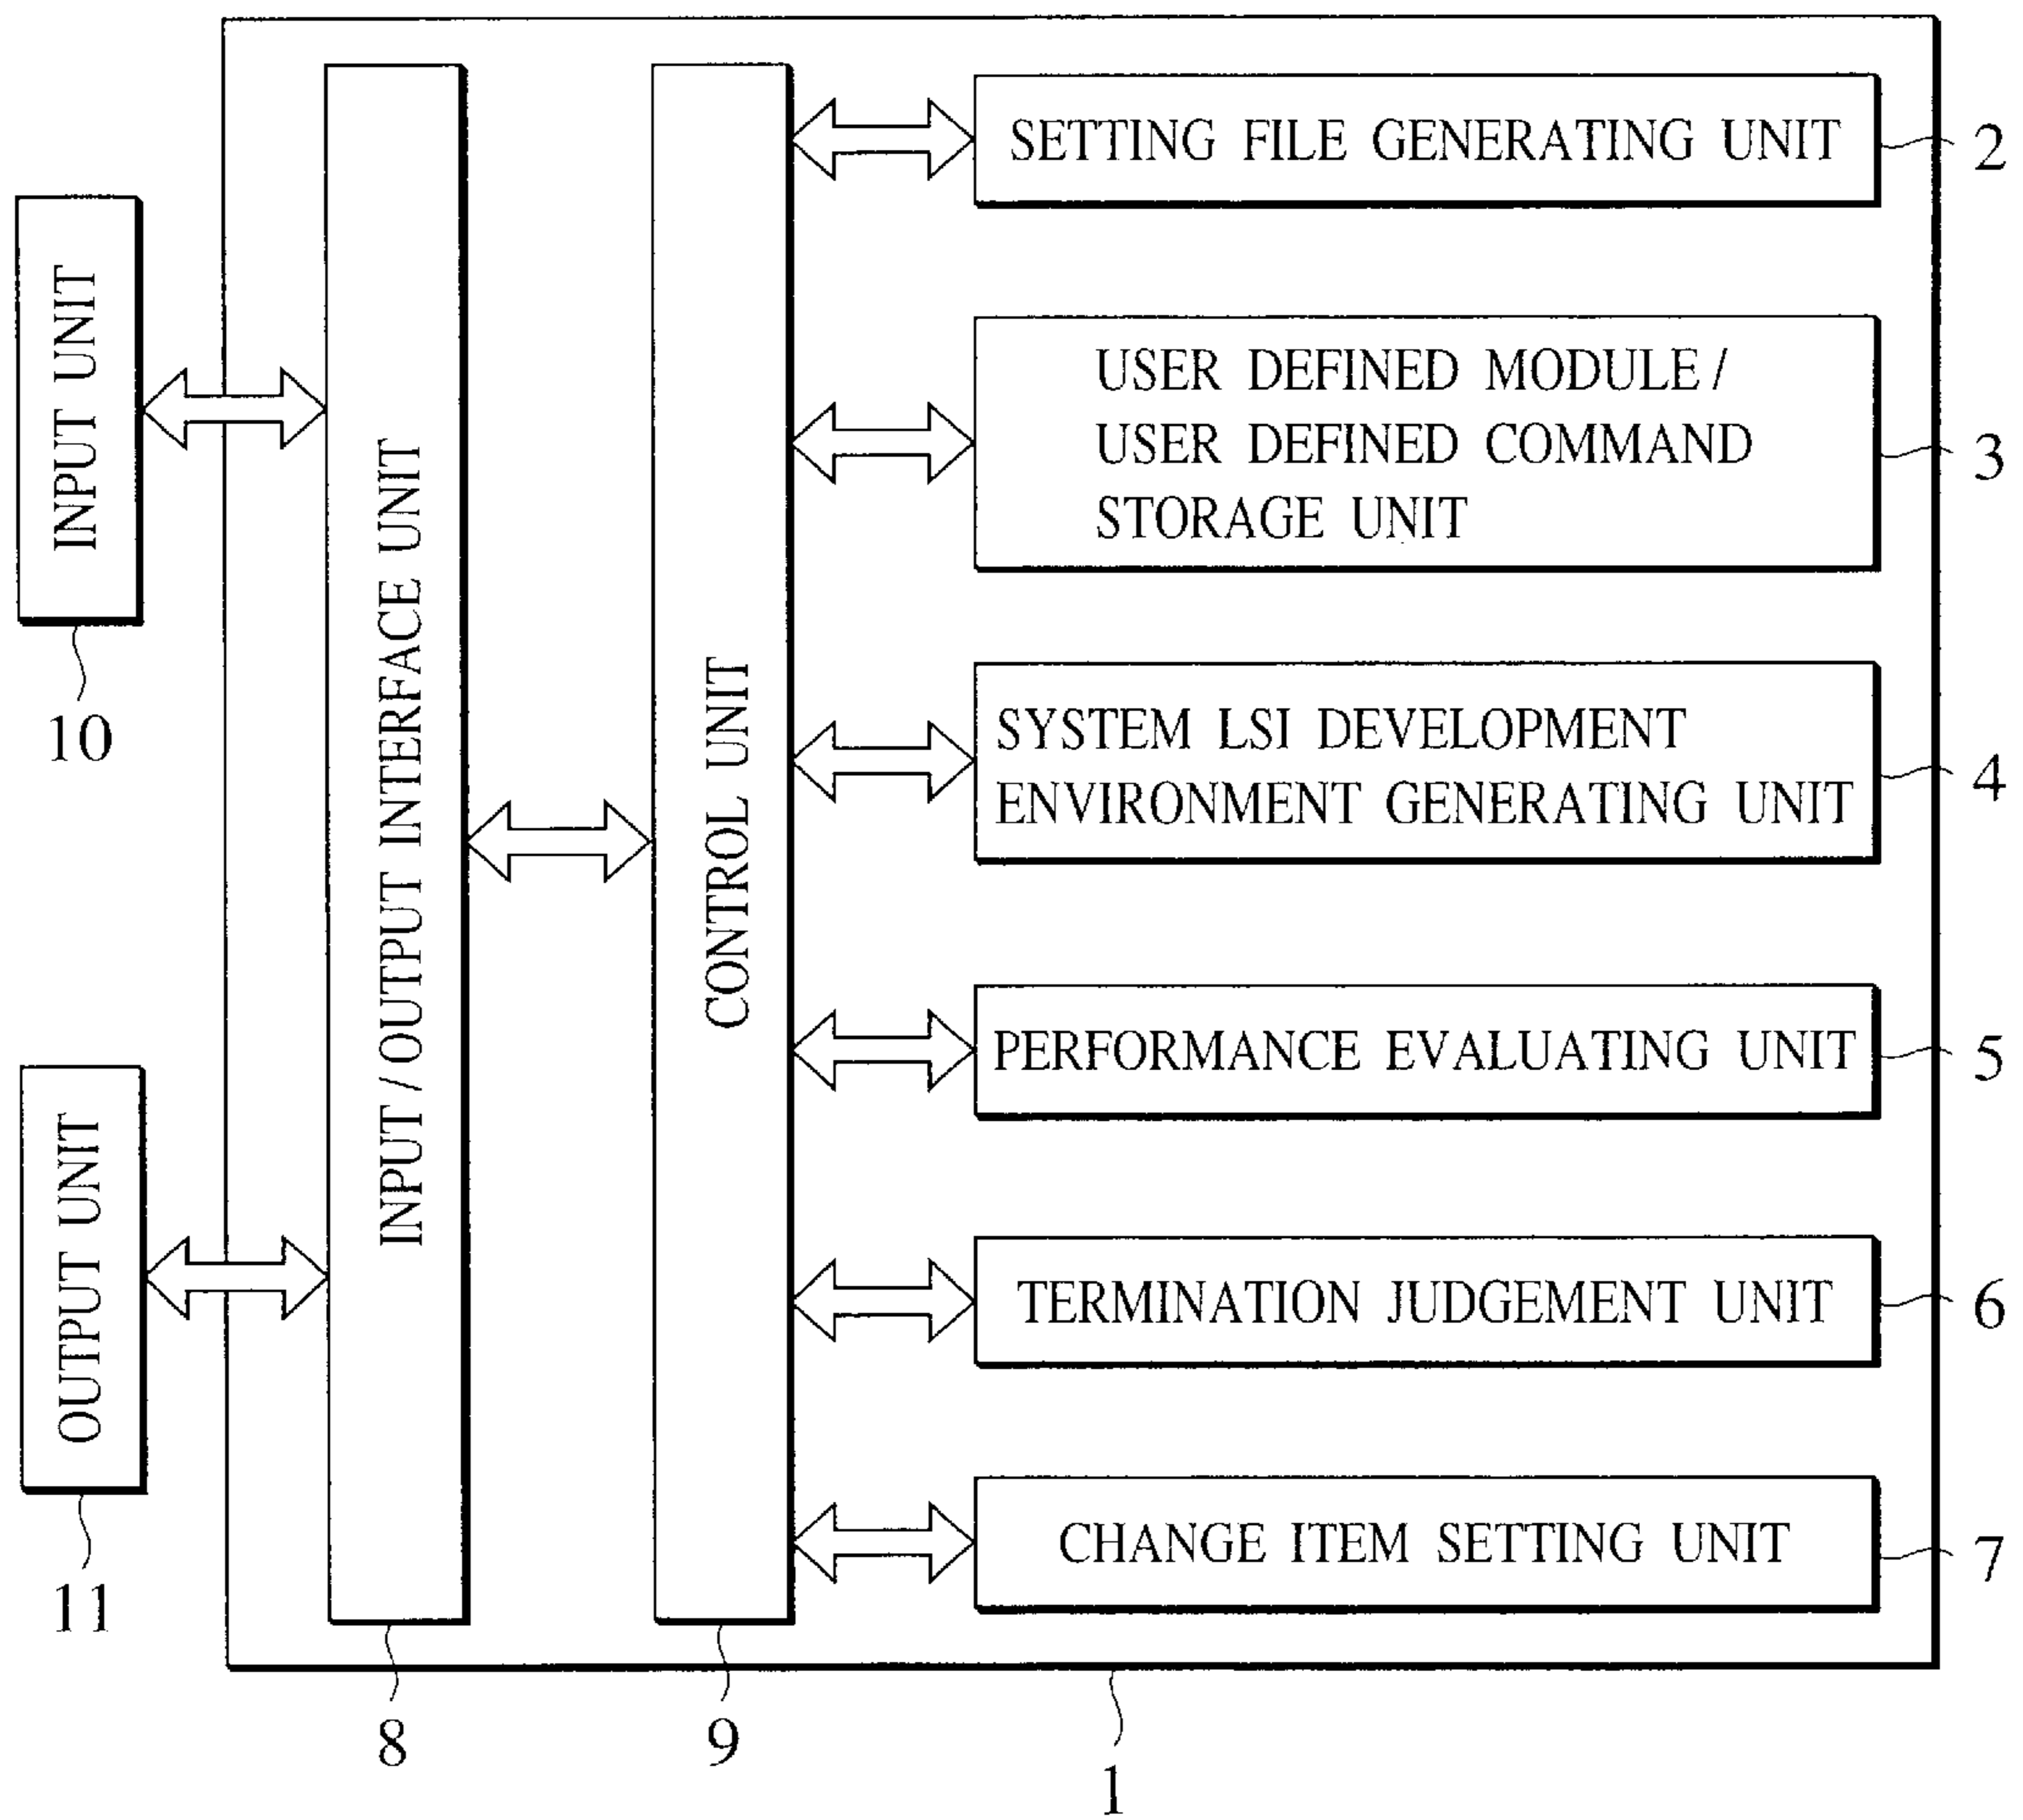 INPUT UNIT
10
OUTPUT UNIT
11
INPUT / OUTPUT INTERFACE UNIT
8
CONTROL UNIT
9
SETTING FILE GENERATING UNIT
2
USER DEFINED MODULE /
USER DEFINED COMMAND
STORAGE UNIT
3
SYSTEM LSI DEVELOPMENT
ENVIRONMENT GENERATING UNIT
4
PERFORMANCE EVALUATING UNIT
5
TERMINATION JUDGEMENT UNIT
6
CHANGE ITEM SETTING UNIT
7
1